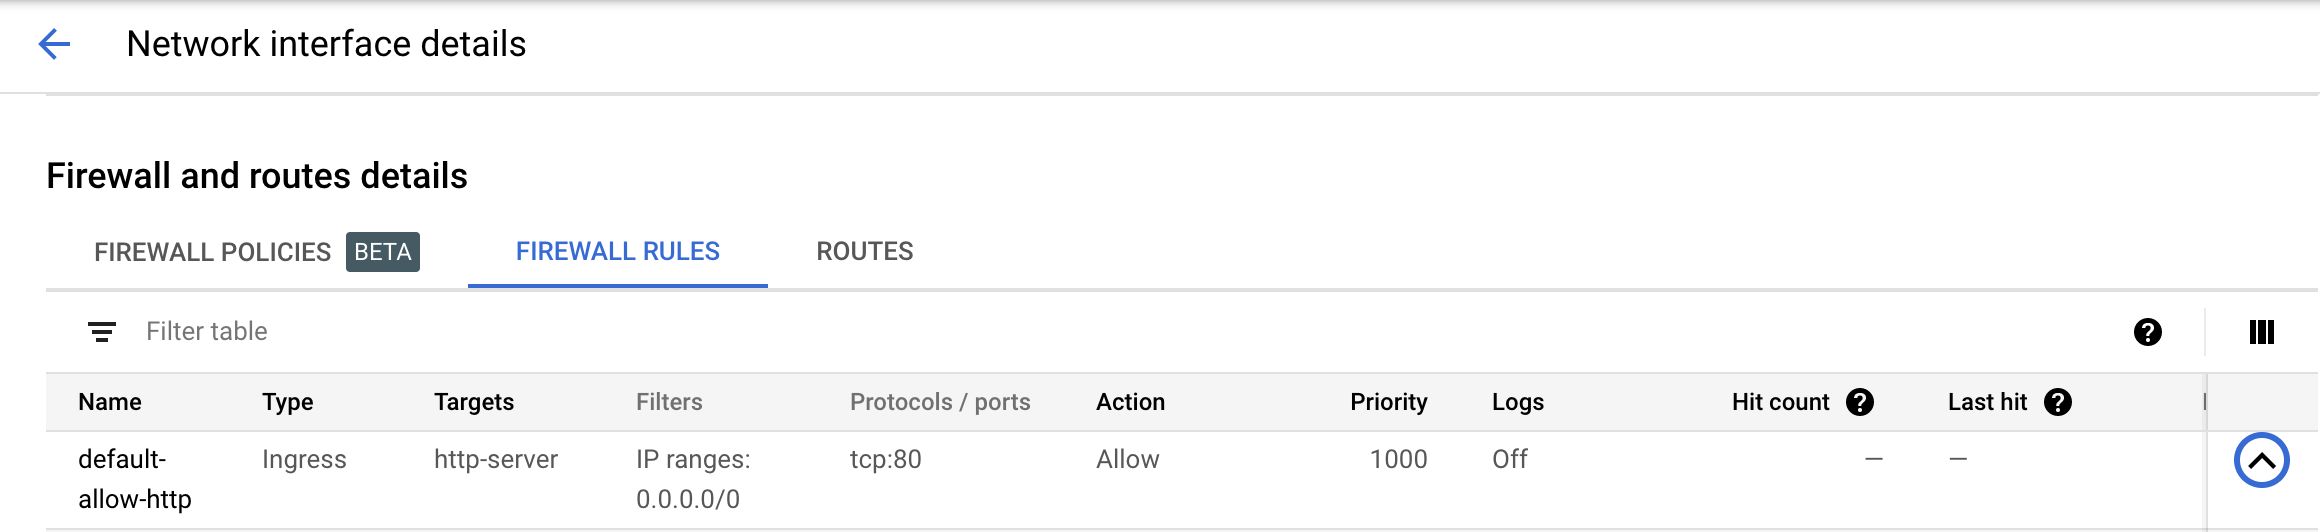 Network interface details
Firewall and routes details
FIREWALL POLICIES BETA FIREWALL RULES ROUTES
Filter table
Name Type Targets Filters Protocols / ports Action Priority Logs Hit count Last hit
default- Ingress http-server IP ranges: tcp:80 Allow 1000 Off — —
allow-http 0.0.0.0/0